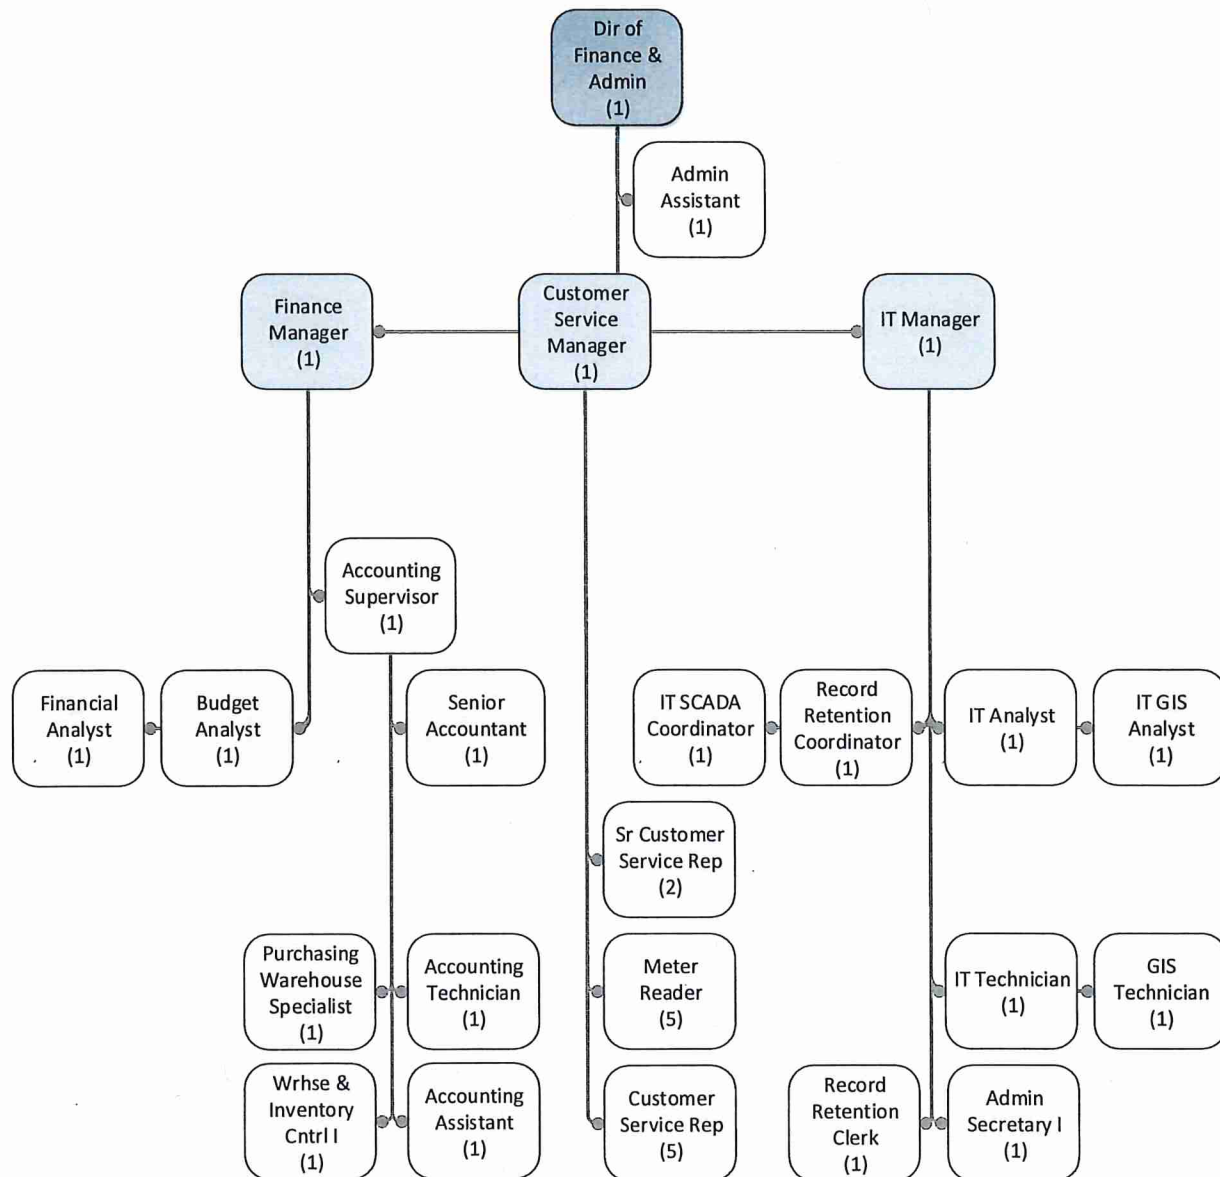 Dir of
Finance &
Admin
(1)
Admin
Assistant
(1)
Finance
Manager
(1)
Customer
Service
Manager
(1)
IT Manager
(1)
Accounting
Supervisor
(1)
Financial
Analyst
(1)
Budget
Analyst
(1)
Senior
Accountant
(1)
IT SCADA
Coordinator
(1)
Record
Retention
Coordinator
(1)
IT Analyst
(1)
IT GIS
Analyst
(1)
Sr Customer
Service Rep
(2)
Purchasing
Warehouse
Specialist
(1)
Accounting
Technician
(1)
Meter
Reader
(5)
IT Technician
(1)
GIS
Technician
(1)
Wrhse &
Inventory
Cntrl I
(1)
Accounting
Assistant
(1)
Customer
Service Rep
(5)
Record
Retention
Clerk
(1)
Admin
Secretary I
(1)